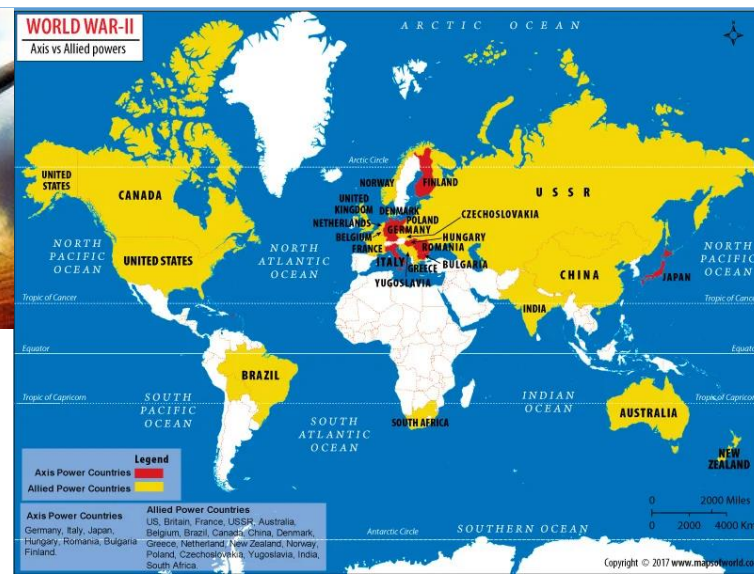 WORLD WAR-II
Axis vs Allied powers
ARCTIC OCEAN
Arctic Circle
UNITED
STATES
CANADA
NORWAY
FINLAND
USSR
UNITED
KINGDOM
DENMARK
NETHERLANDS
POLAND
CZECHOSLOVAKIA
GERMANY
BELGIUM
HUNGARY
FRANCE
ROMANIA
ITALY
GREECE
BULGARIA
YUGOSLAVIA
NORTH
PACIFIC
OCEAN
UNITED STATES
NORTH
ATLANTIC
OCEAN
CHINA
JAPAN
NORTH
PACIFIC
OCEAN
Tropic of Cancer
Tropic of Canc
INDIA
Equator
Equato
BRAZIL
Tropic of Capricorn
Tropic of Capricorn
SOUTH
PACIFIC
OCEAN
SOUTH
ATLANTIC
OCEAN
SOUTH AFRICA
INDIAN
OCEAN
AUSTRALIA
NEW
ZEALAND
Legend
Axis Power Countries
Allied Power Countries
Axis Power Countries
Germany, Italy, Japan,
Hungary, Romania, Bulgaria
Finland.
Allied Power Countries
US, Britain, France, USSR, Australia,
Belgium, Brazil, Canada, China, Denmark,
Greece, Netherland, New Zealand, Norway,
Poland, Czechoslovakia, Yugoslavia, India,
South Africa.
Antarctic Circle
SOUTHERN OCEAN
0 2000 Miles
0 2000 4000 Km
Copyright © 2017 www.mapsofworld.co